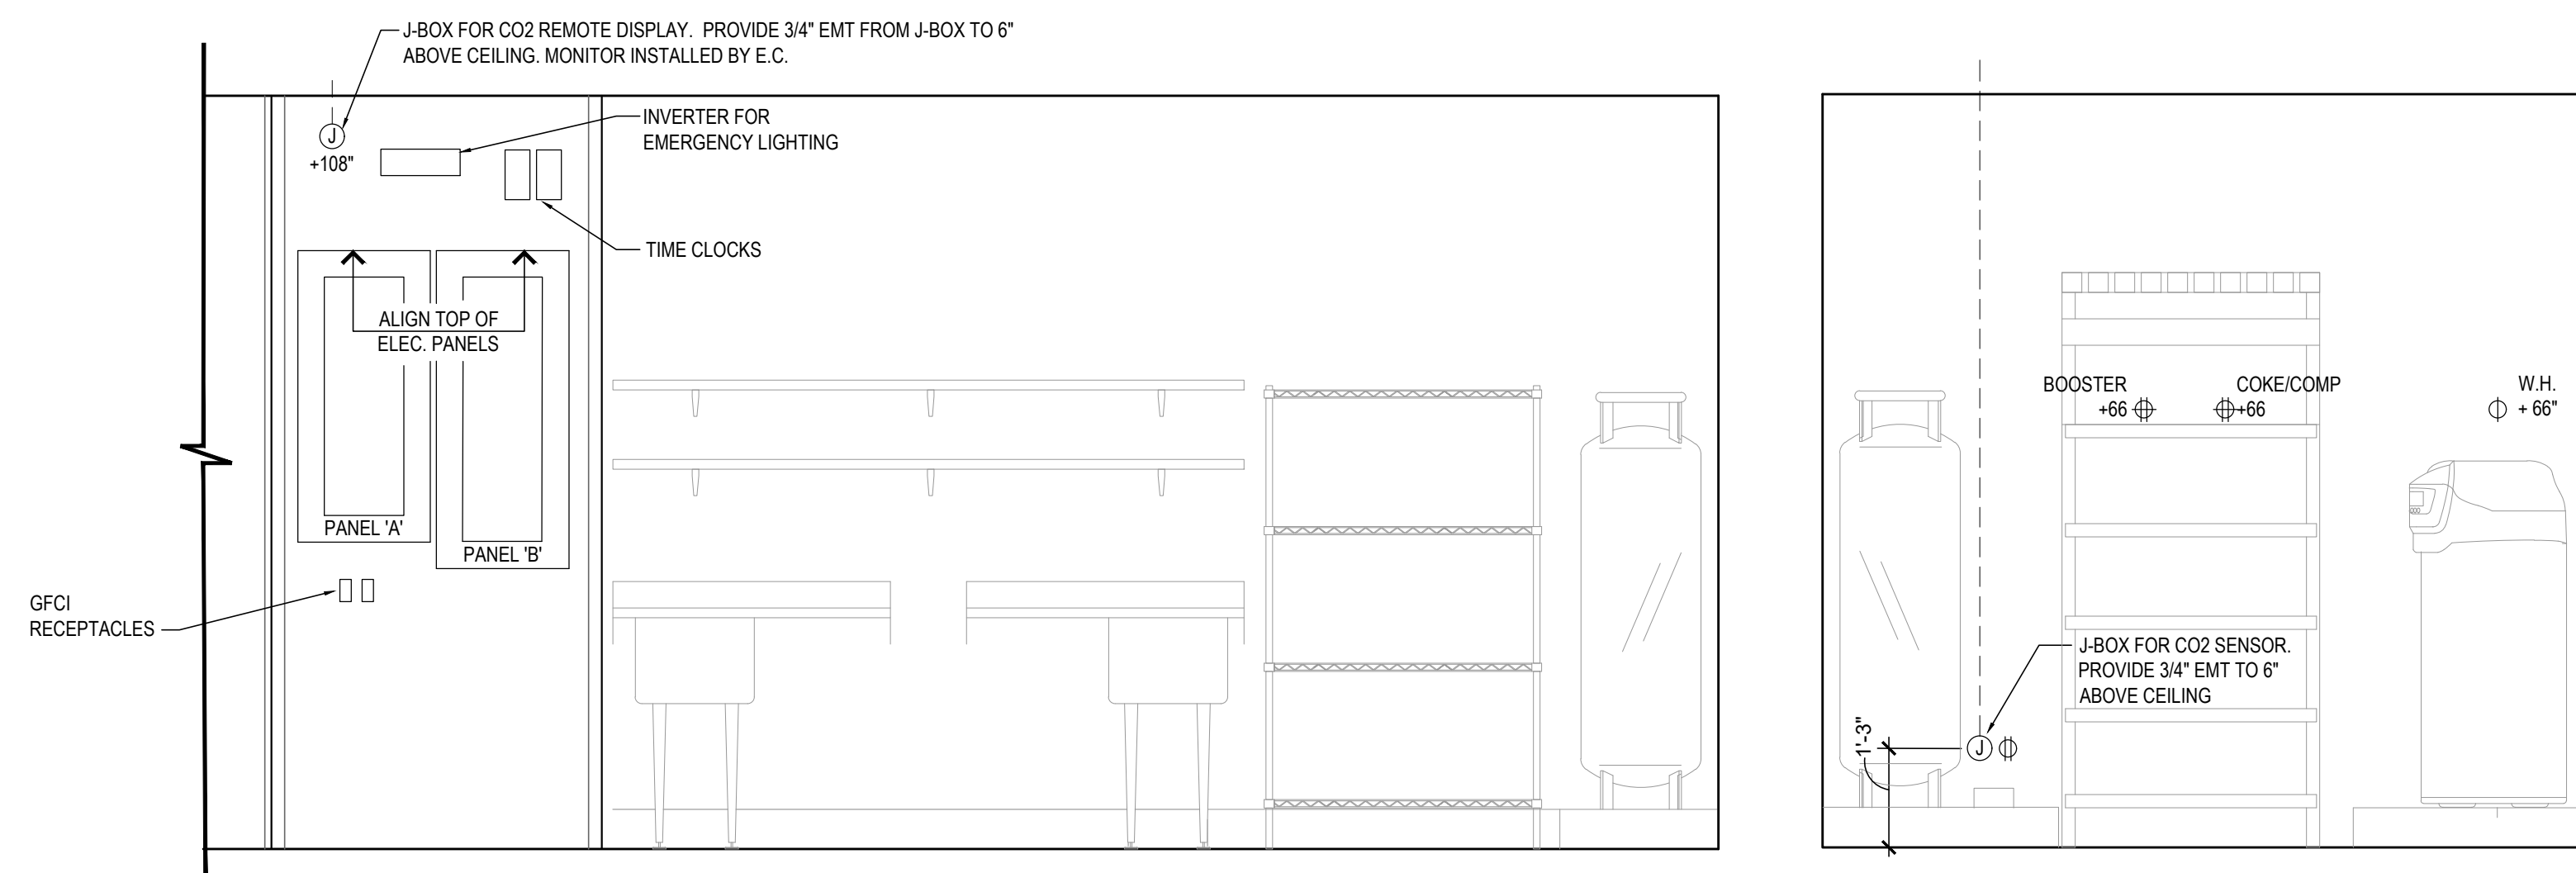 J-BOX FOR CO2 REMOTE DISPLAY. PROVIDE 3/4" EMT FROM J-BOX TO 6"
ABOVE CEILING. MONITOR INSTALLED BY E.C.
J
+108"
INVERTER FOR
EMERGENCY LIGHTING
TIME CLOCKS
ALIGN TOP OF
ELEC. PANELS
PANEL 'A'
PANEL 'B'
GFCI
RECEPTACLES
BOOSTER
+66
COKE/COMP
+66
W.H.
+ 66"
J-BOX FOR CO2 SENSOR.
PROVIDE 3/4" EMT TO 6"
ABOVE CEILING
1'-3"
J